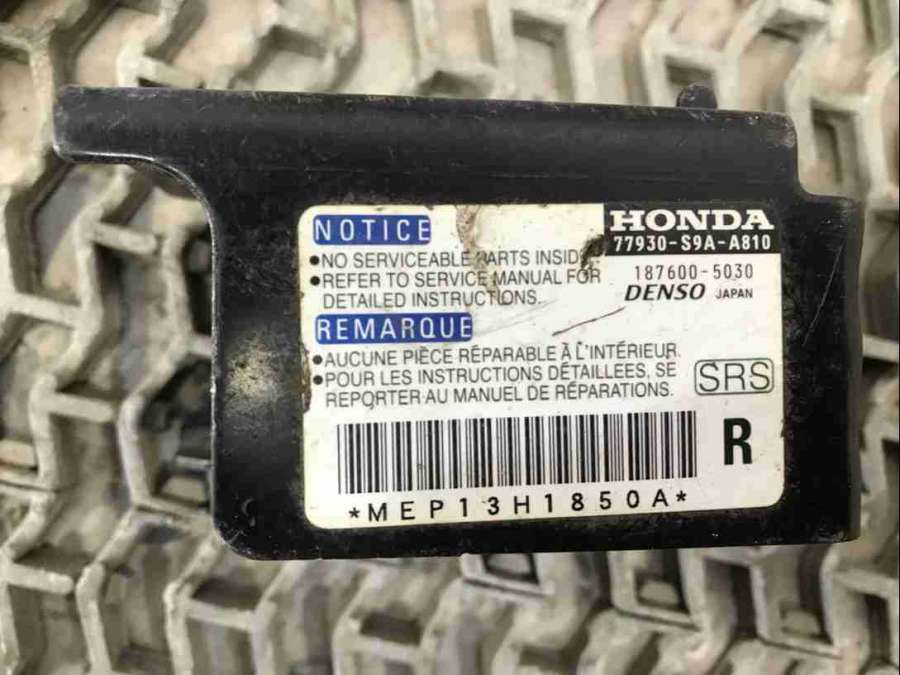 NOTICE
•NO SERVICEABLE PARTS INSIDE.
•REFER TO SERVICE MANUAL FOR
DETAILED INSTRUCTIONS.
HONDA
77930-S9A-A810
187600-5030
DENSO JAPAN
REMARQUE
•AUCUNE PIÈCE RÉPARABLE À L'INTÉRIEUR.
•POUR LES INSTRUCTIONS DÉTAILLEES, SE
REPORTER AU MANUEL DE RÉPARATIONS.
SRS
R
*MEP13H1850A*